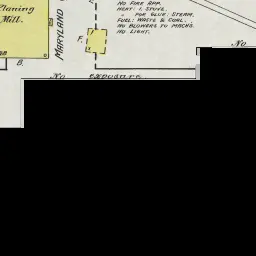 No Fire App.
Heat: 1 Stove.
" For Glue: Steam.
Fuel: Waste & Coal.
No Blowers to Machs.
No Light.
Planing
Mill.
MARYLAND
F.
B.
No exposure
No